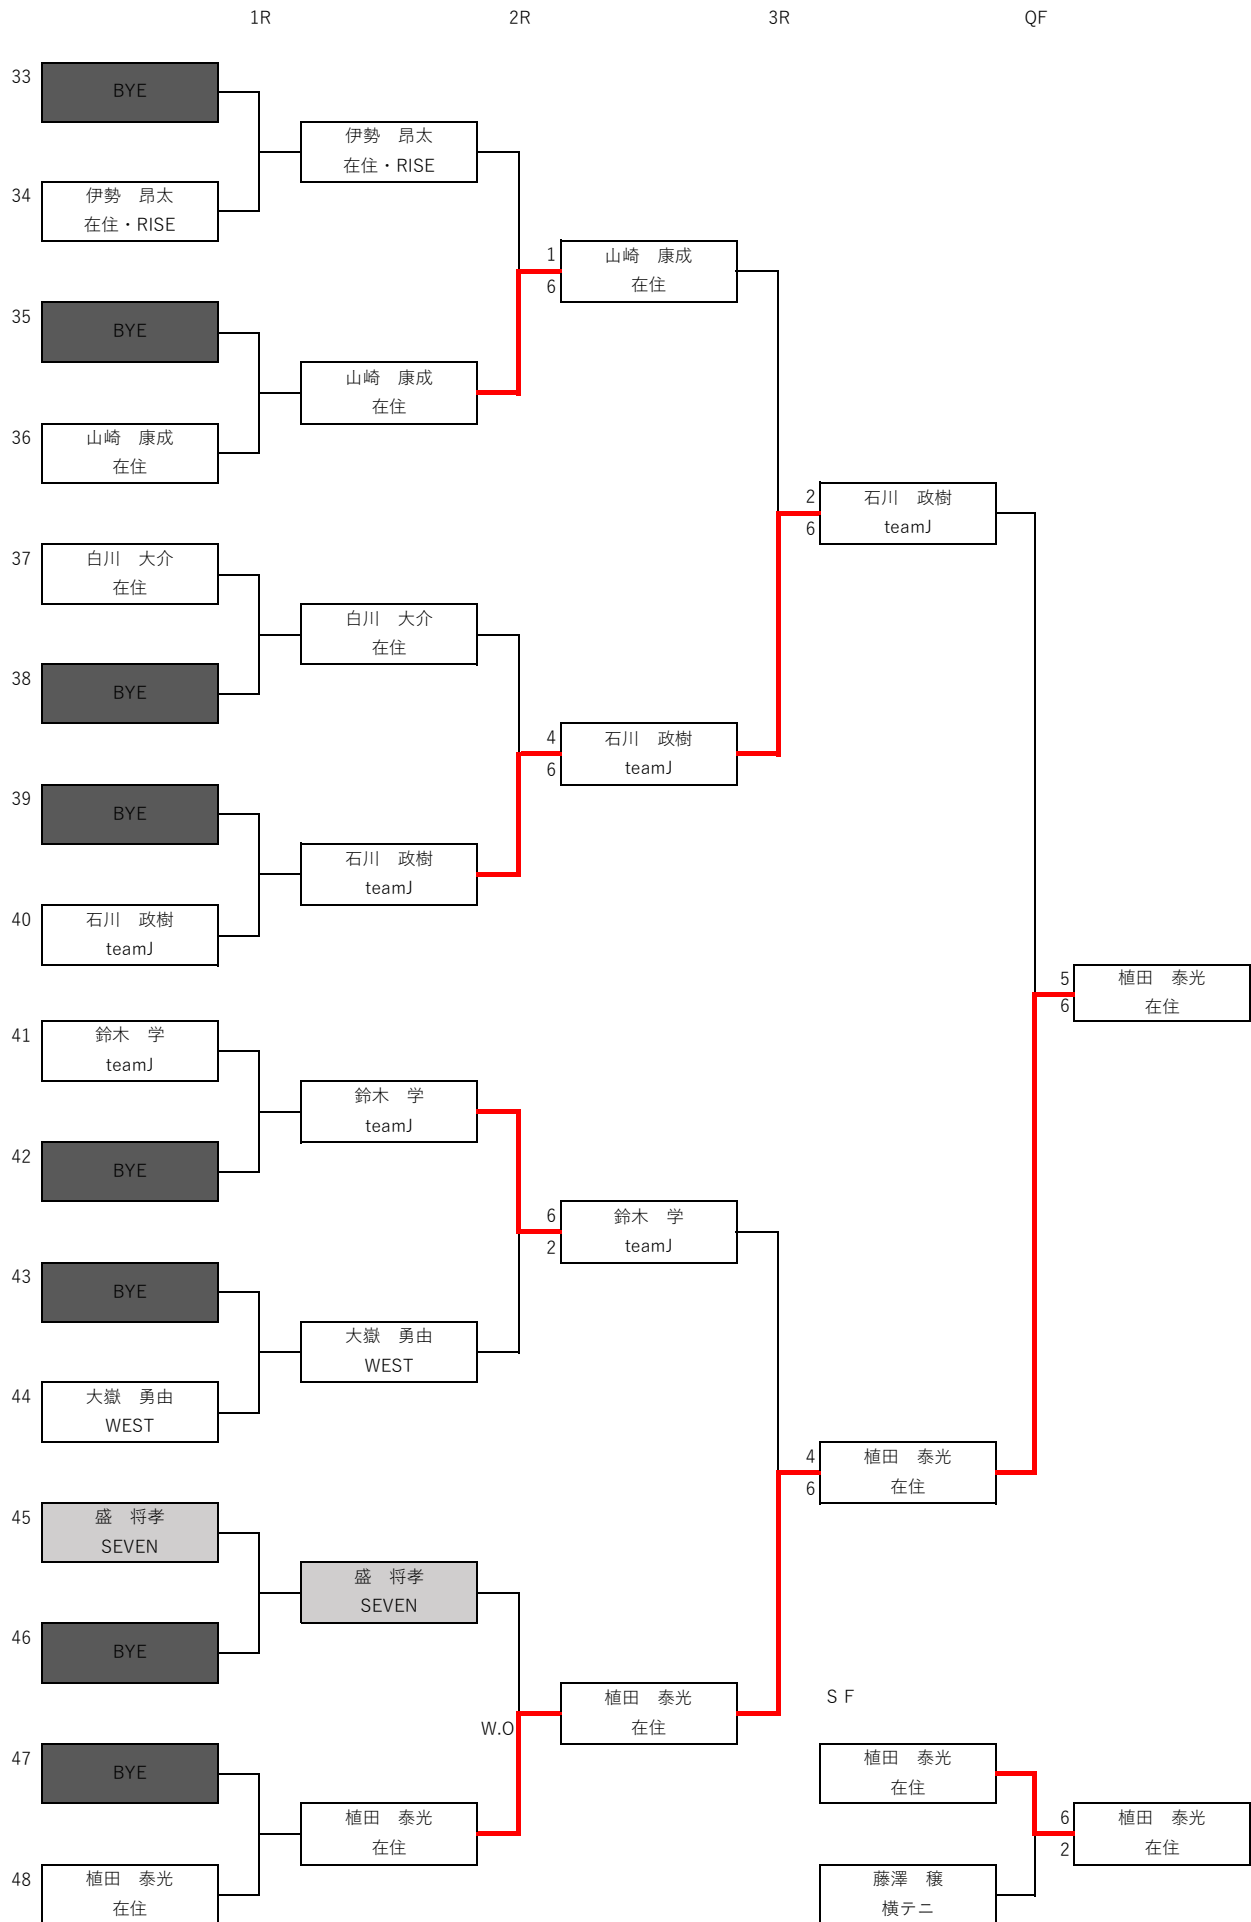 1R
2R
3R
QF
33
BYE
伊勢　昂太
在住・RISE
34
伊勢　昂太
在住・RISE
1
6
山崎　康成
在住
35
BYE
山崎　康成
在住
36
山崎　康成
在住
2
6
石川　政樹
teamJ
37
白川　大介
在住
白川　大介
在住
38
BYE
4
6
石川　政樹
teamJ
39
BYE
石川　政樹
teamJ
40
石川　政樹
teamJ
5
6
植田　泰光
在住
41
鈴木　学
teamJ
鈴木　学
teamJ
42
BYE
6
2
鈴木　学
teamJ
43
BYE
大嶽　勇由
WEST
44
大嶽　勇由
WEST
4
6
植田　泰光
在住
45
盛　将孝
SEVEN
盛　将孝
SEVEN
46
BYE
W.O
植田　泰光
在住
ＳＦ
47
BYE
植田　泰光
在住
植田　泰光
在住
6
2
植田　泰光
在住
48
植田　泰光
在住
藤澤　穣
横テニ